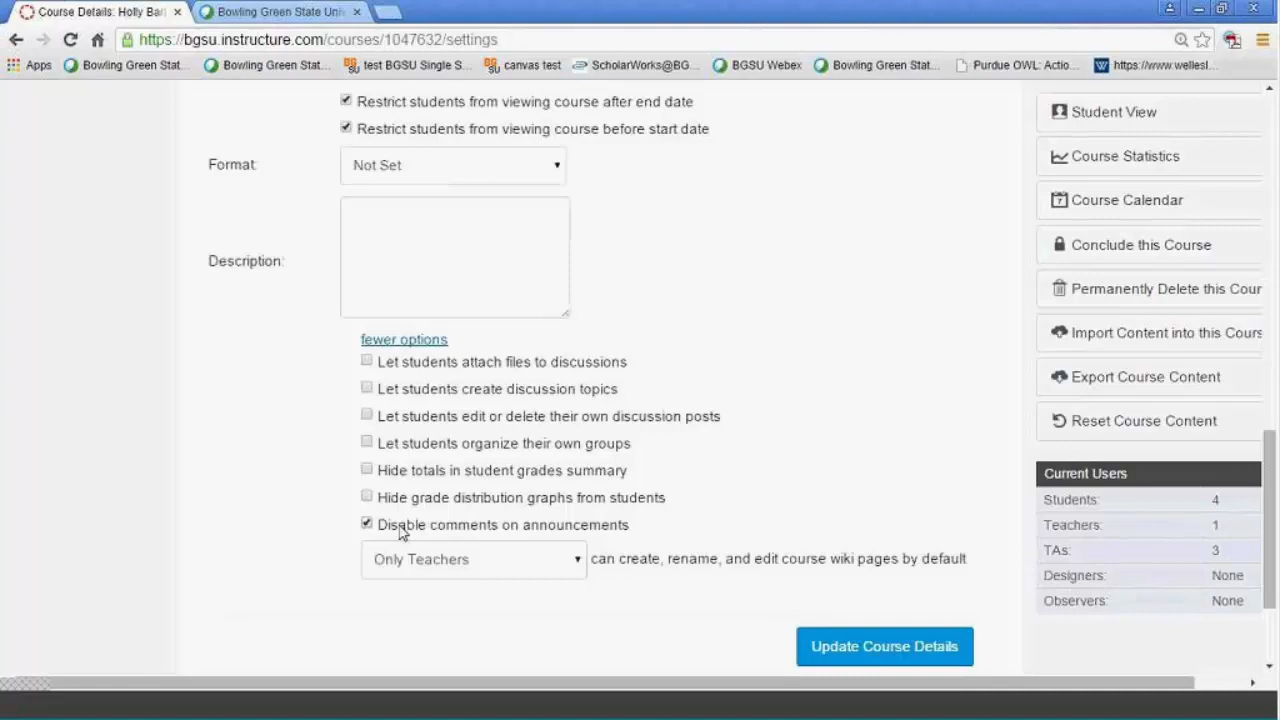 Course Details: Holly Bar
Bowling Green State Uni
https://bgsu.instructure.com/courses/1047632/settings
Apps
Bowling Green Stat...
Bowling Green Stat...
test BGSU Single S...
canvas test
ScholarWorks@BG...
BGSU Webex
Bowling Green Stat...
Purdue OWL: Actio...
https://www.wellesl...
Restrict students from viewing course after end date
Restrict students from viewing course before start date
Format:
Not Set
Description:
fewer options
Let students attach files to discussions
Let students create discussion topics
Let students edit or delete their own discussion posts
Let students organize their own groups
Hide totals in student grades summary
Hide grade distribution graphs from students
Disable comments on announcements
Only Teachers can create, rename, and edit course wiki pages by default
Update Course Details
Student View
Course Statistics
7 Course Calendar
Conclude this Course
Permanently Delete this Cour
Import Content into this Cours
Export Course Content
Reset Course Content
Current Users
Students: 4
Teachers: 1
TAs: 3
Designers: None
Observers: None